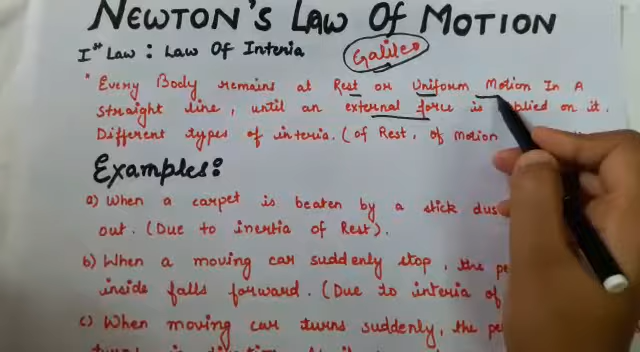 NEWTON'S LAW OF MOTION
Ist Law : Law Of Interia Galileo
* Every Body remains at Rest or Uniform Motion In A
straight line, until an external force is applied on it.
Different types of interia. (of Rest, of Motion
Examples:
a) When a carpet is beaten by a stick
out. (Due to inertia of Rest).
b) When a moving car suddenly stop, the
inside falls forward. (Due to interia of
c) When moving car turns suddenly, the